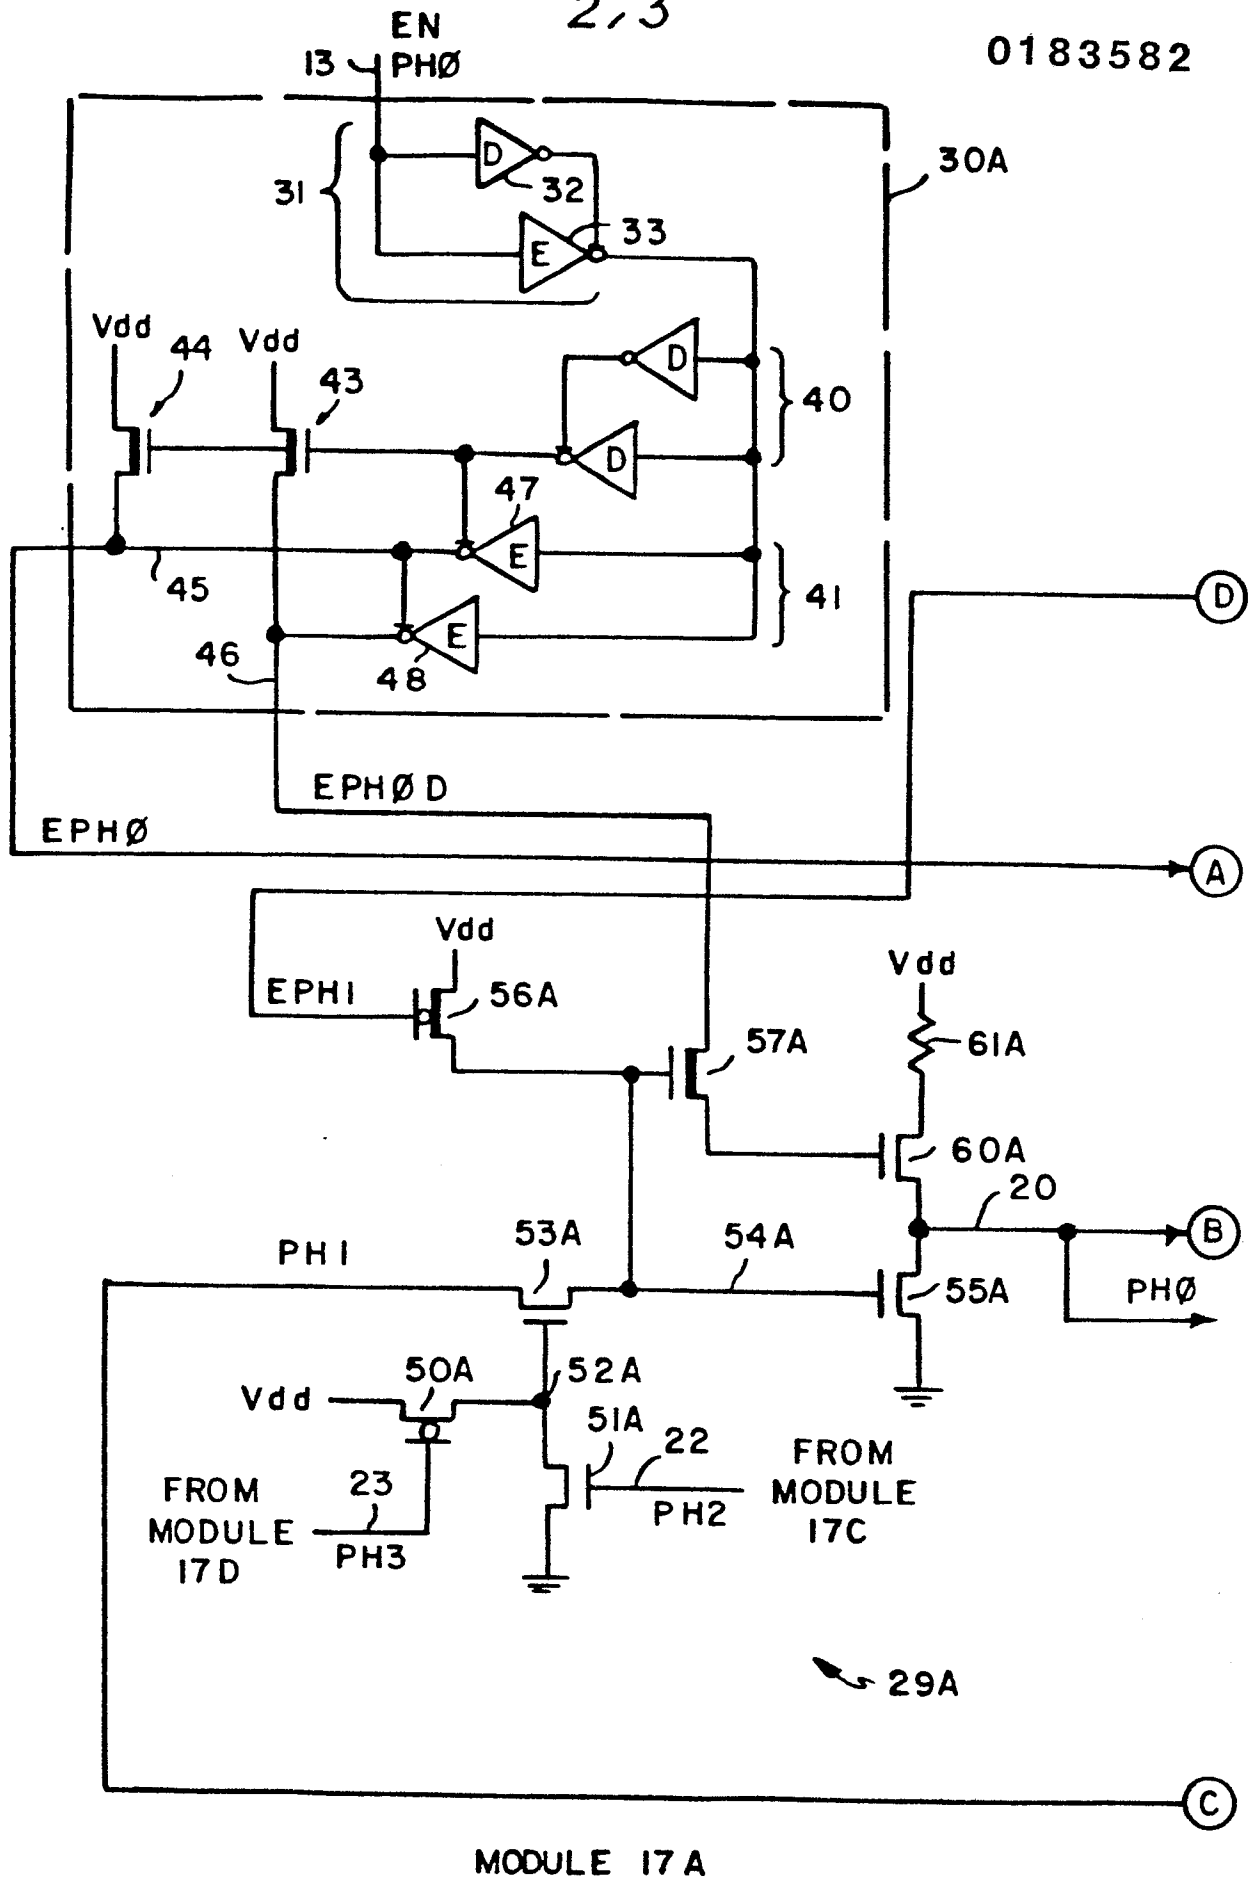 2/3
0183582
EN
13 PHØ
30A
D
32
31
33
E
Vdd
44
Vdd
43
D
40
D
47
E
45
41
D
E
46
48
EPHØD
EPHØ
A
Vdd
Vdd
EPH1
56A
57A
61A
60A
20
53A
54A
B
PH1
55A
PHØ
50A
52A
Vdd
51A
22
FROM
MODULE
17C
PH2
FROM
MODULE
17D
23
PH3
29A
C
MODULE 17A